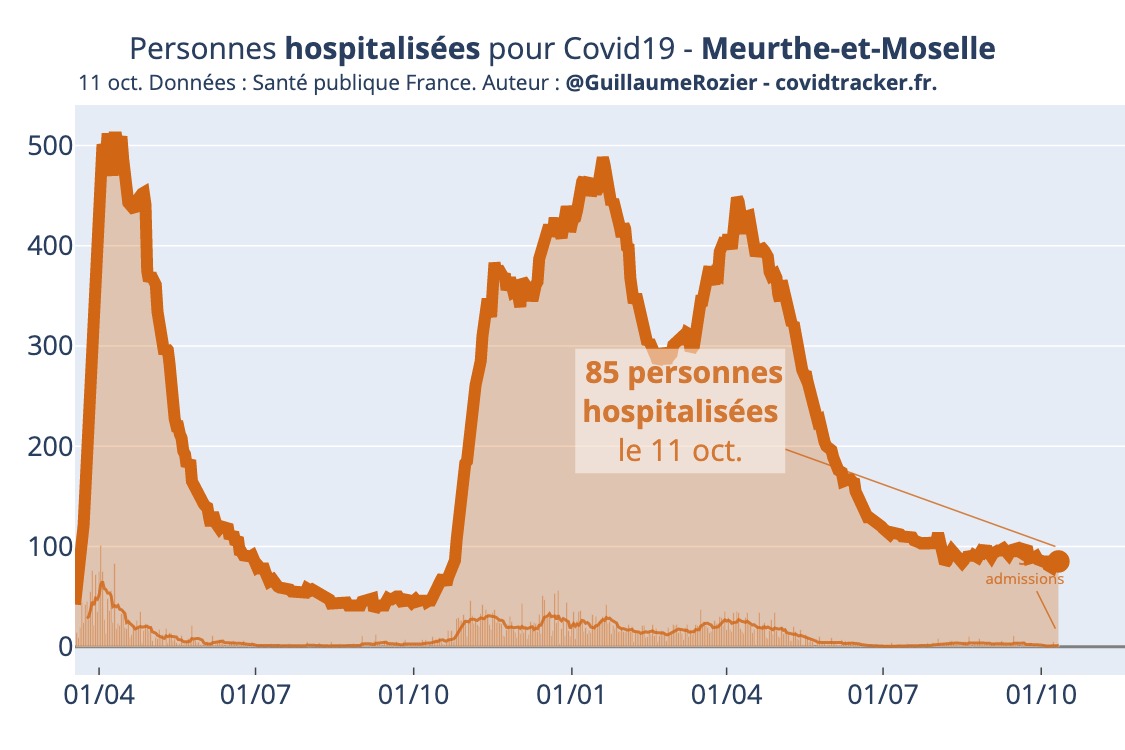 Personnes hospitalisées pour Covid19 - Meurthe-et-Moselle
11 oct. Données : Santé publique France. Auteur : @GuillaumeRozier - covidtracker.fr.
500
400
300
200
100
0
85 personnes
hospitalisées
le 11 oct.
admissions
01/04
01/07
01/10
01/01
01/04
01/07
01/10